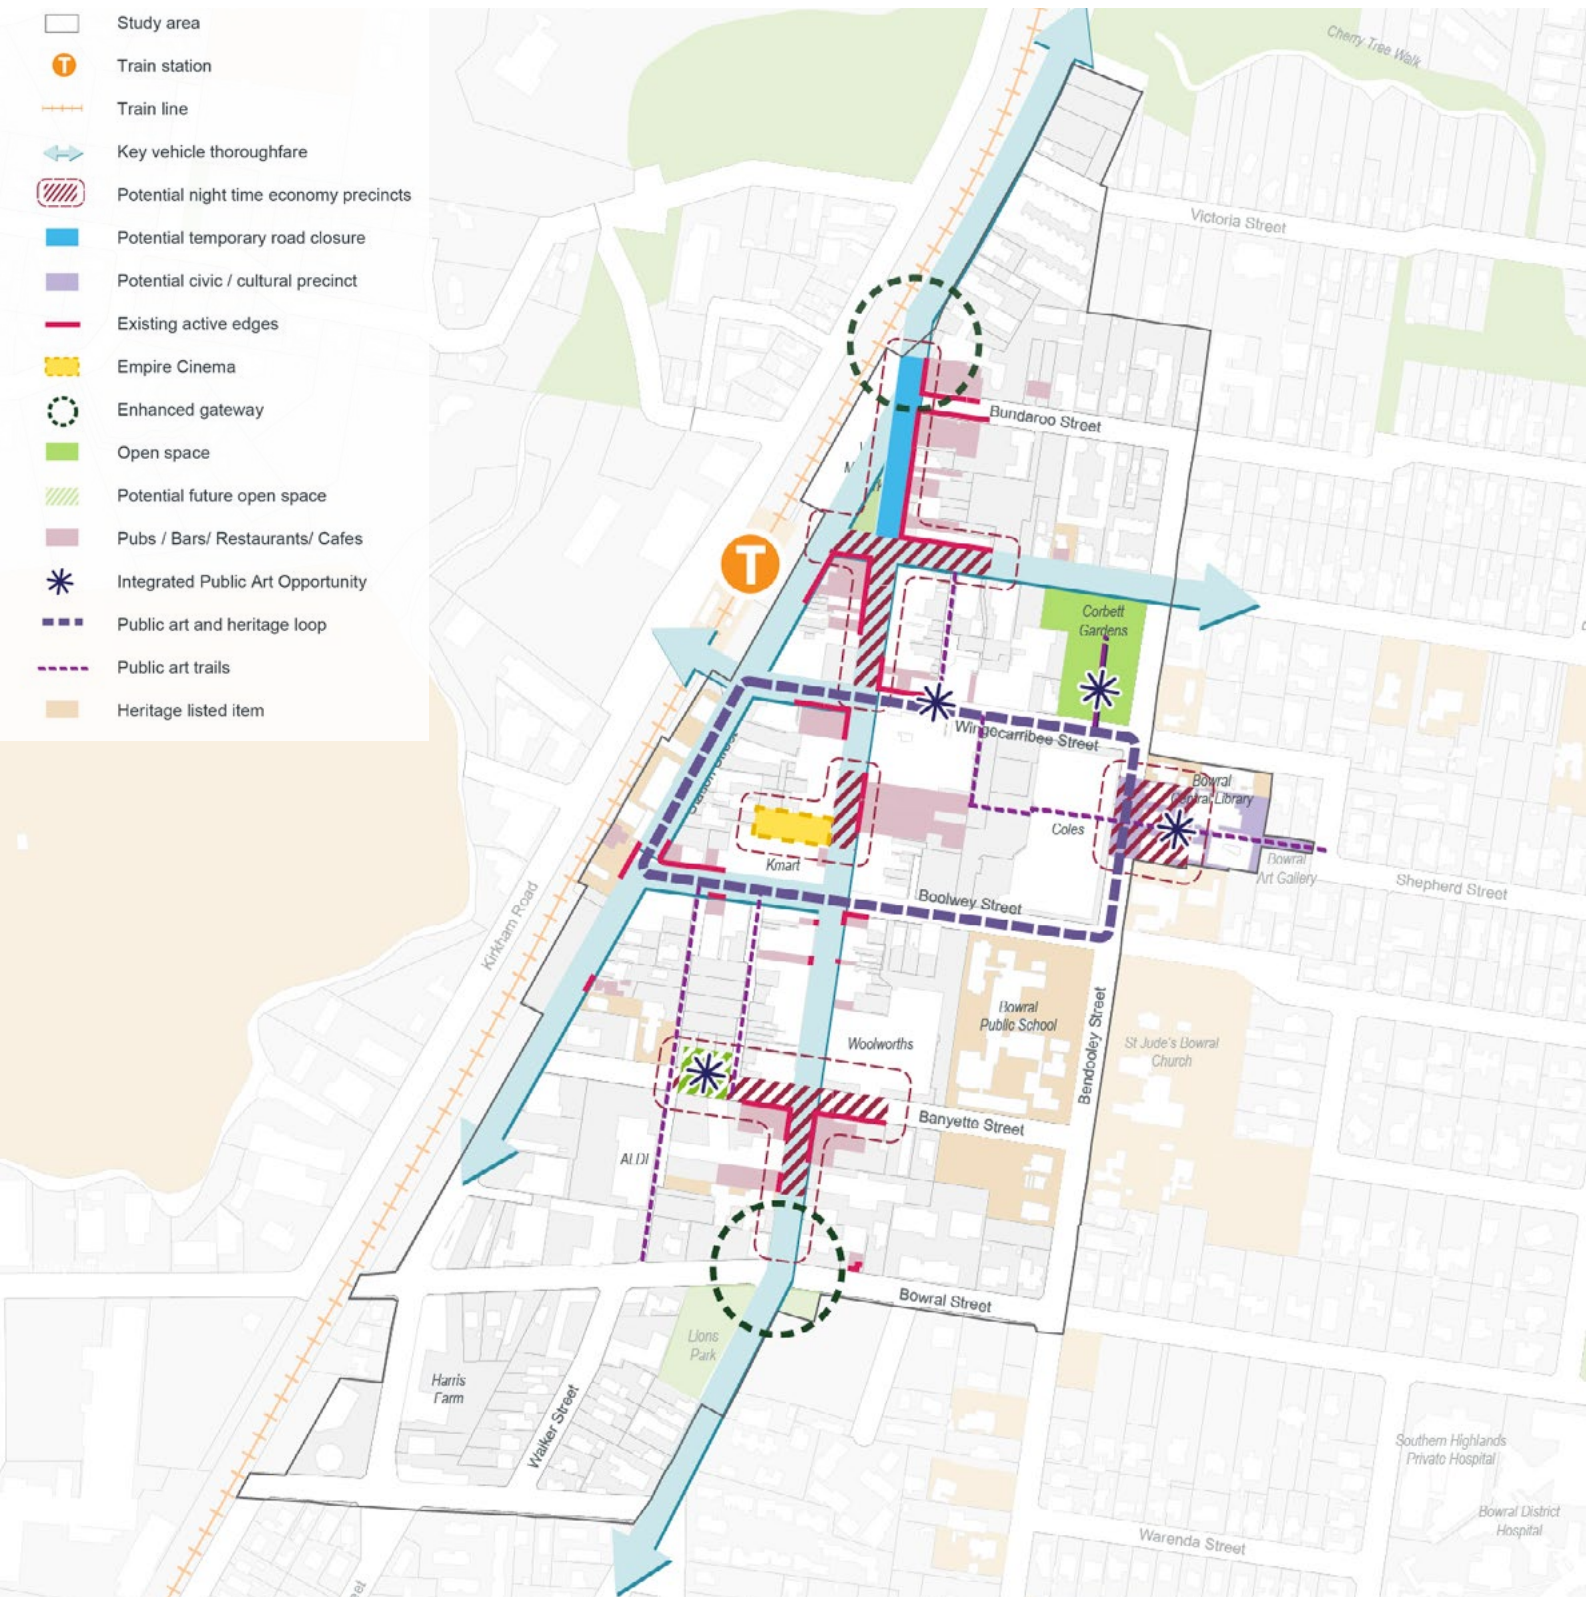 Study area
T
Train station
Train line
Key vehicle thoroughfare
Potential night time economy precincts
Potential temporary road closure
Potential civic / cultural precinct
Existing active edges
Empire Cinema
Enhanced gateway
Open space
Potential future open space
Pubs / Bars/ Restaurants/ Cafes
Integrated Public Art Opportunity
Public art and heritage loop
Public art trails
Heritage listed item
Cherry Tree Walk
Victoria Street
Bundaroo Street
T
Corbett
Gardens
Wingecarribee Street
Station Street
Bowral
Central Library
Coles
Bowral
Art Gallery
Shepherd Street
Kmart
Boolwey Street
Kirkham Road
Bowral
Public School
Bendooley Street
St Jude's Bowral
Church
Woolworths
Banyette Street
ALDI
Bowral Street
Lions
Park
Harris
Farm
Walker Street
Southern Highlands
Private Hospital
Bowral District
Hospital
Warenda Street